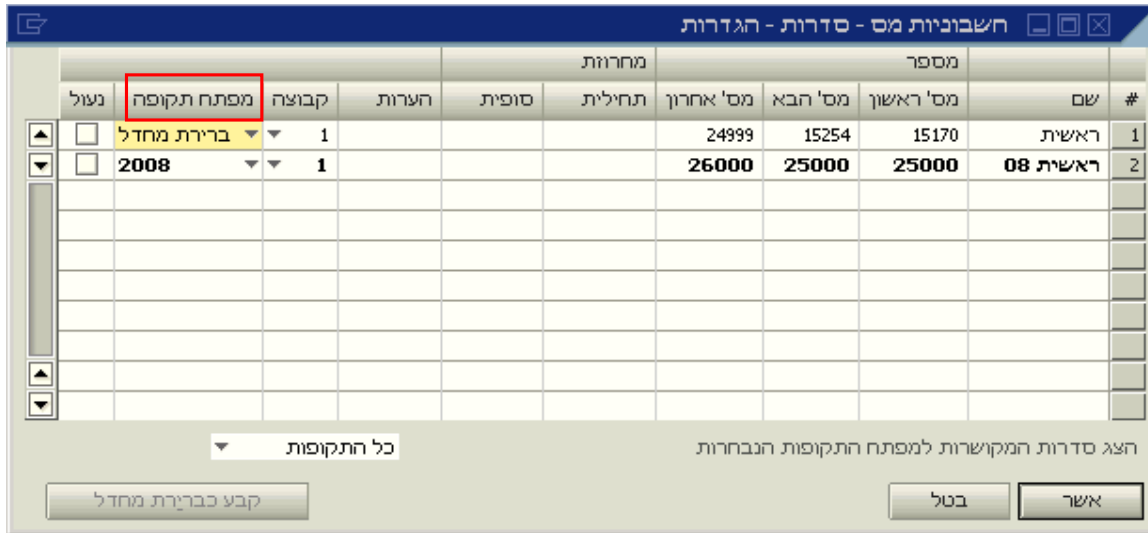 חשבוניות מס - סדרות - הגדרות
מספר מחרוזת
# שם מס' ראשון מס' הבא מס' אחרון תחילית סופית הערות קבוצה מפתח תקופה נעול
1 ראשית 15170 15254 24999 1 ברירת מחדל
2 ראשית 08 25000 25000 26000 1 2008
הצג סדרות המקושרות למפתח התקופות הנבחרות כל התקופות
אשר בטל קבע כברירת מחדל